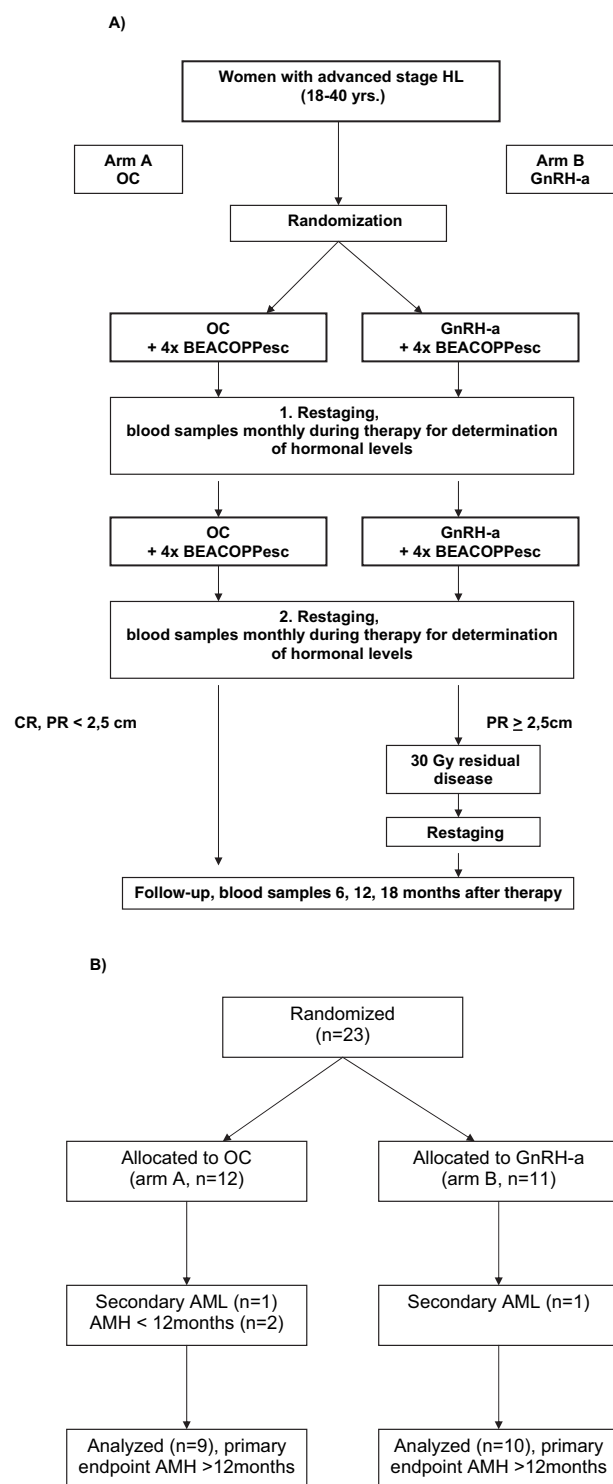 A)
Women with advanced stage HL
(18-40 yrs.)
Arm A
OC
Arm B
GnRH-a
Randomization
OC
+ 4x BEACOPPesc
GnRH-a
+ 4x BEACOPPesc
1. Restaging,
blood samples monthly during therapy for determination
of hormonal levels
OC
+ 4x BEACOPPesc
GnRH-a
+ 4x BEACOPPesc
2. Restaging,
blood samples monthly during therapy for determination
of hormonal levels
CR, PR < 2,5 cm
PR ≥ 2,5cm
30 Gy residual
disease
Restaging
Follow-up, blood samples 6, 12, 18 months after therapy
B)
Randomized
(n=23)
Allocated to OC
(arm A, n=12)
Allocated to GnRH-a
(arm B, n=11)
Secondary AML (n=1)
AMH < 12months (n=2)
Secondary AML (n=1)
Analyzed (n=9), primary
endpoint AMH >12months
Analyzed (n=10), primary
endpoint AMH >12months